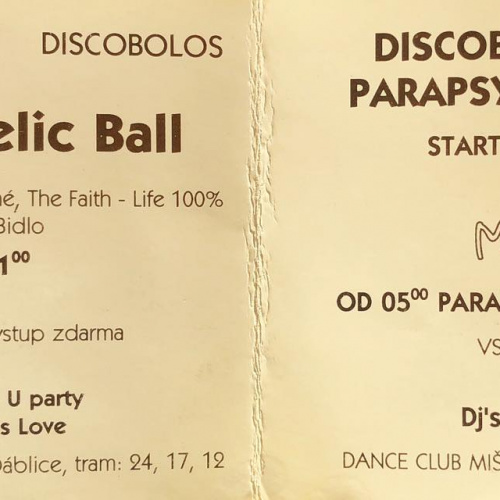 DISCOBOLOS
elic Ball
é, The Faith - Life 100%
Bidlo
1⁰⁰
ystup zdarma
U party
s Love
Ďáblice, tram: 24, 17, 12
DISCOB
PARAPSY
START
M
OD 05⁰⁰ PARA
VS
Dj's
DANCE CLUB MIŠ